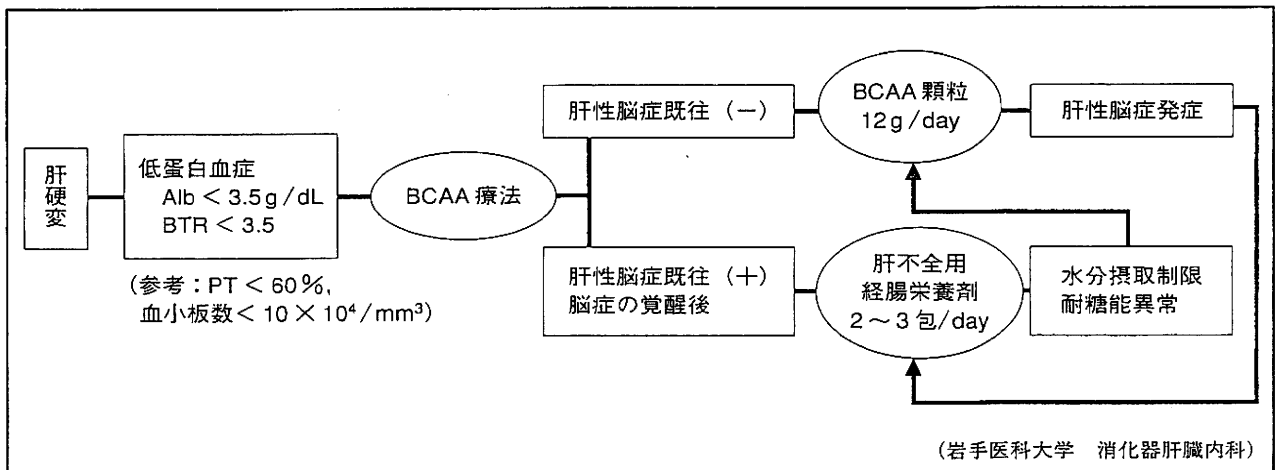 肝硬変
低蛋白血症
Alb < 3.5g/dL
BTR < 3.5
(参考:PT < 60%,
血小板数< 10 × 10⁴/mm³)
BCAA 療法
肝性脳症既往(-)
BCAA 顆粒
12g/day
肝性脳症発症
肝性脳症既往(+)
脳症の覚醒後
肝不全用
経腸栄養剤
2~3包/day
水分摂取制限
耐糖能異常
(岩手医科大学 消化器肝臓内科)